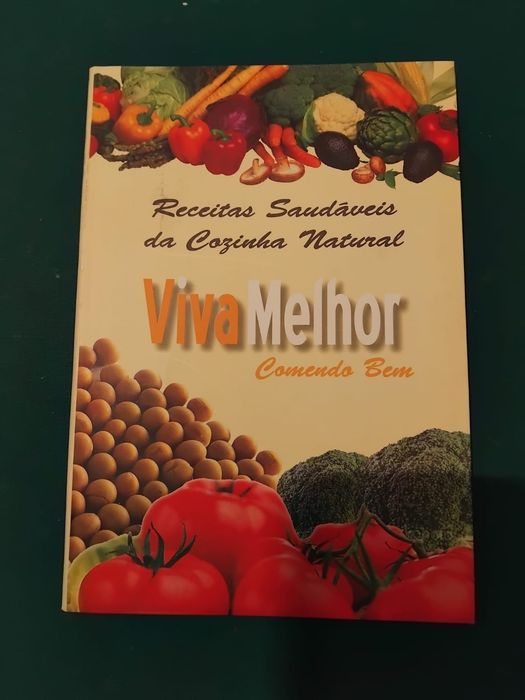 Receitas Saudáveis
da Cozinha Natural
VivaMelhor
Comendo Bem